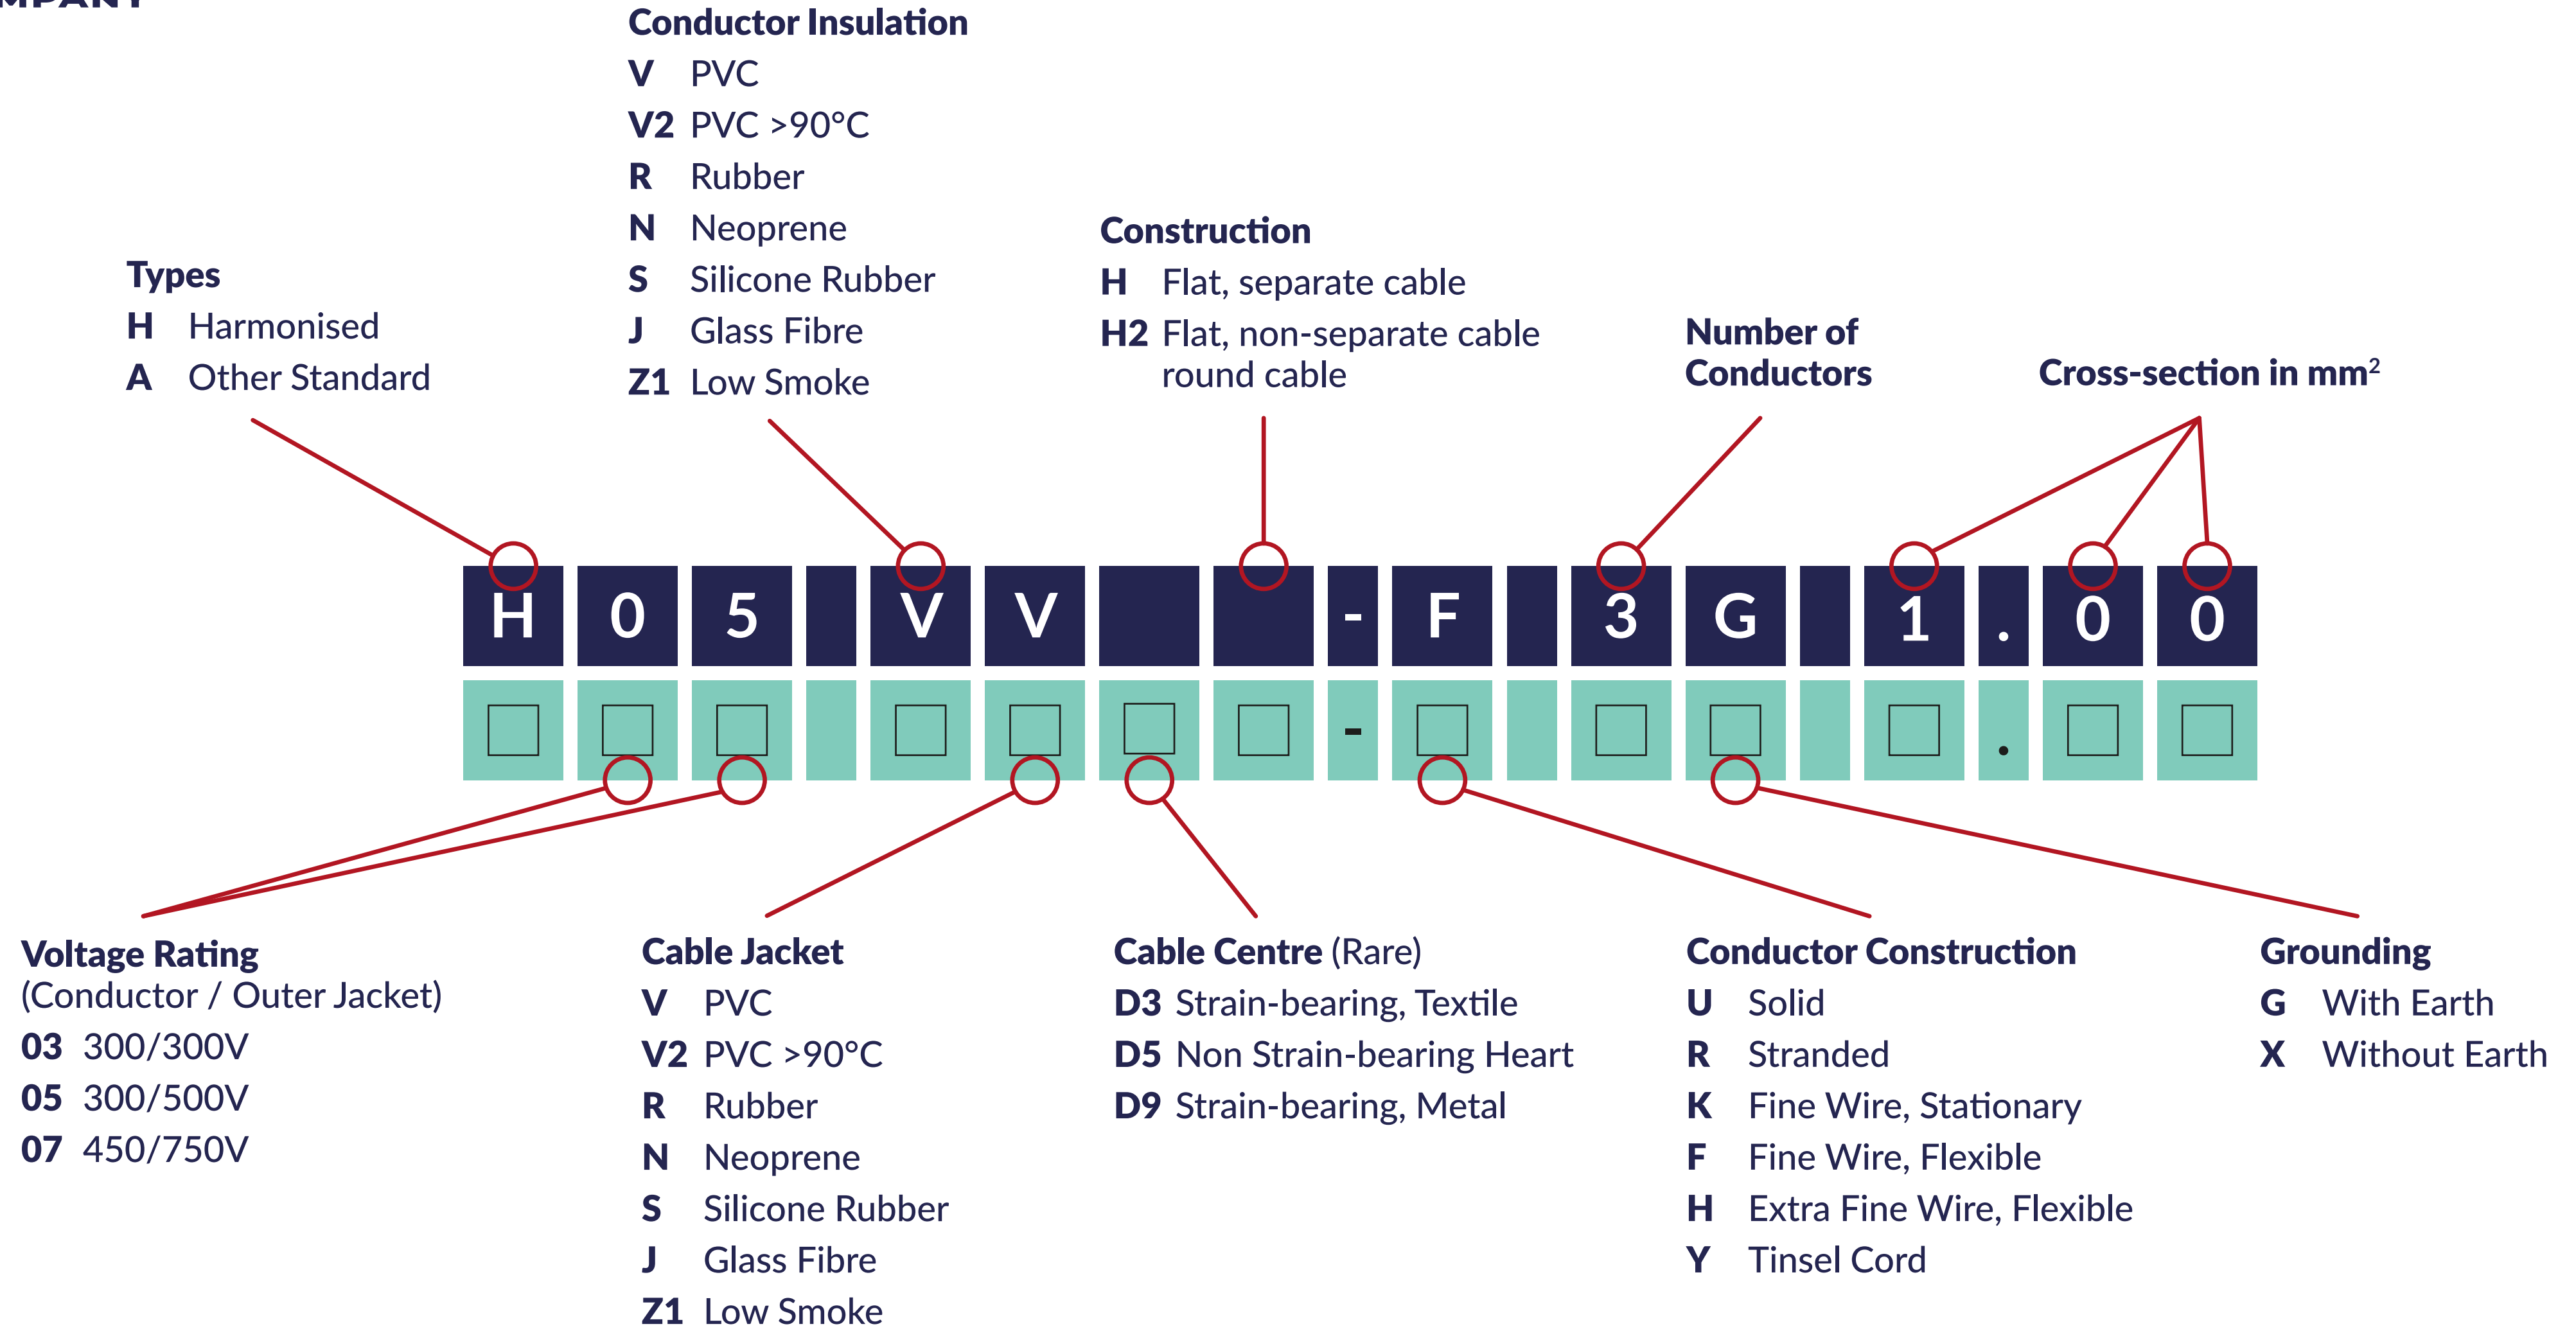 Conductor Insulation
V PVC
V2 PVC >90°C
R Rubber
N Neoprene
S Silicone Rubber
J Glass Fibre
Z1 Low Smoke
Types
H Harmonised
A Other Standard
Construction
H Flat, separate cable
H2 Flat, non-separate cable
round cable
Number of
Conductors
Cross-section in mm²
H 0 5 V V - F 3 G 1 . 0 0
- .
Voltage Rating
(Conductor / Outer Jacket)
03 300/300V
05 300/500V
07 450/750V
Cable Jacket
V PVC
V2 PVC >90°C
R Rubber
N Neoprene
S Silicone Rubber
J Glass Fibre
Z1 Low Smoke
Cable Centre (Rare)
D3 Strain-bearing, Textile
D5 Non Strain-bearing Heart
D9 Strain-bearing, Metal
Conductor Construction
U Solid
R Stranded
K Fine Wire, Stationary
F Fine Wire, Flexible
H Extra Fine Wire, Flexible
Y Tinsel Cord
Grounding
G With Earth
X Without Earth